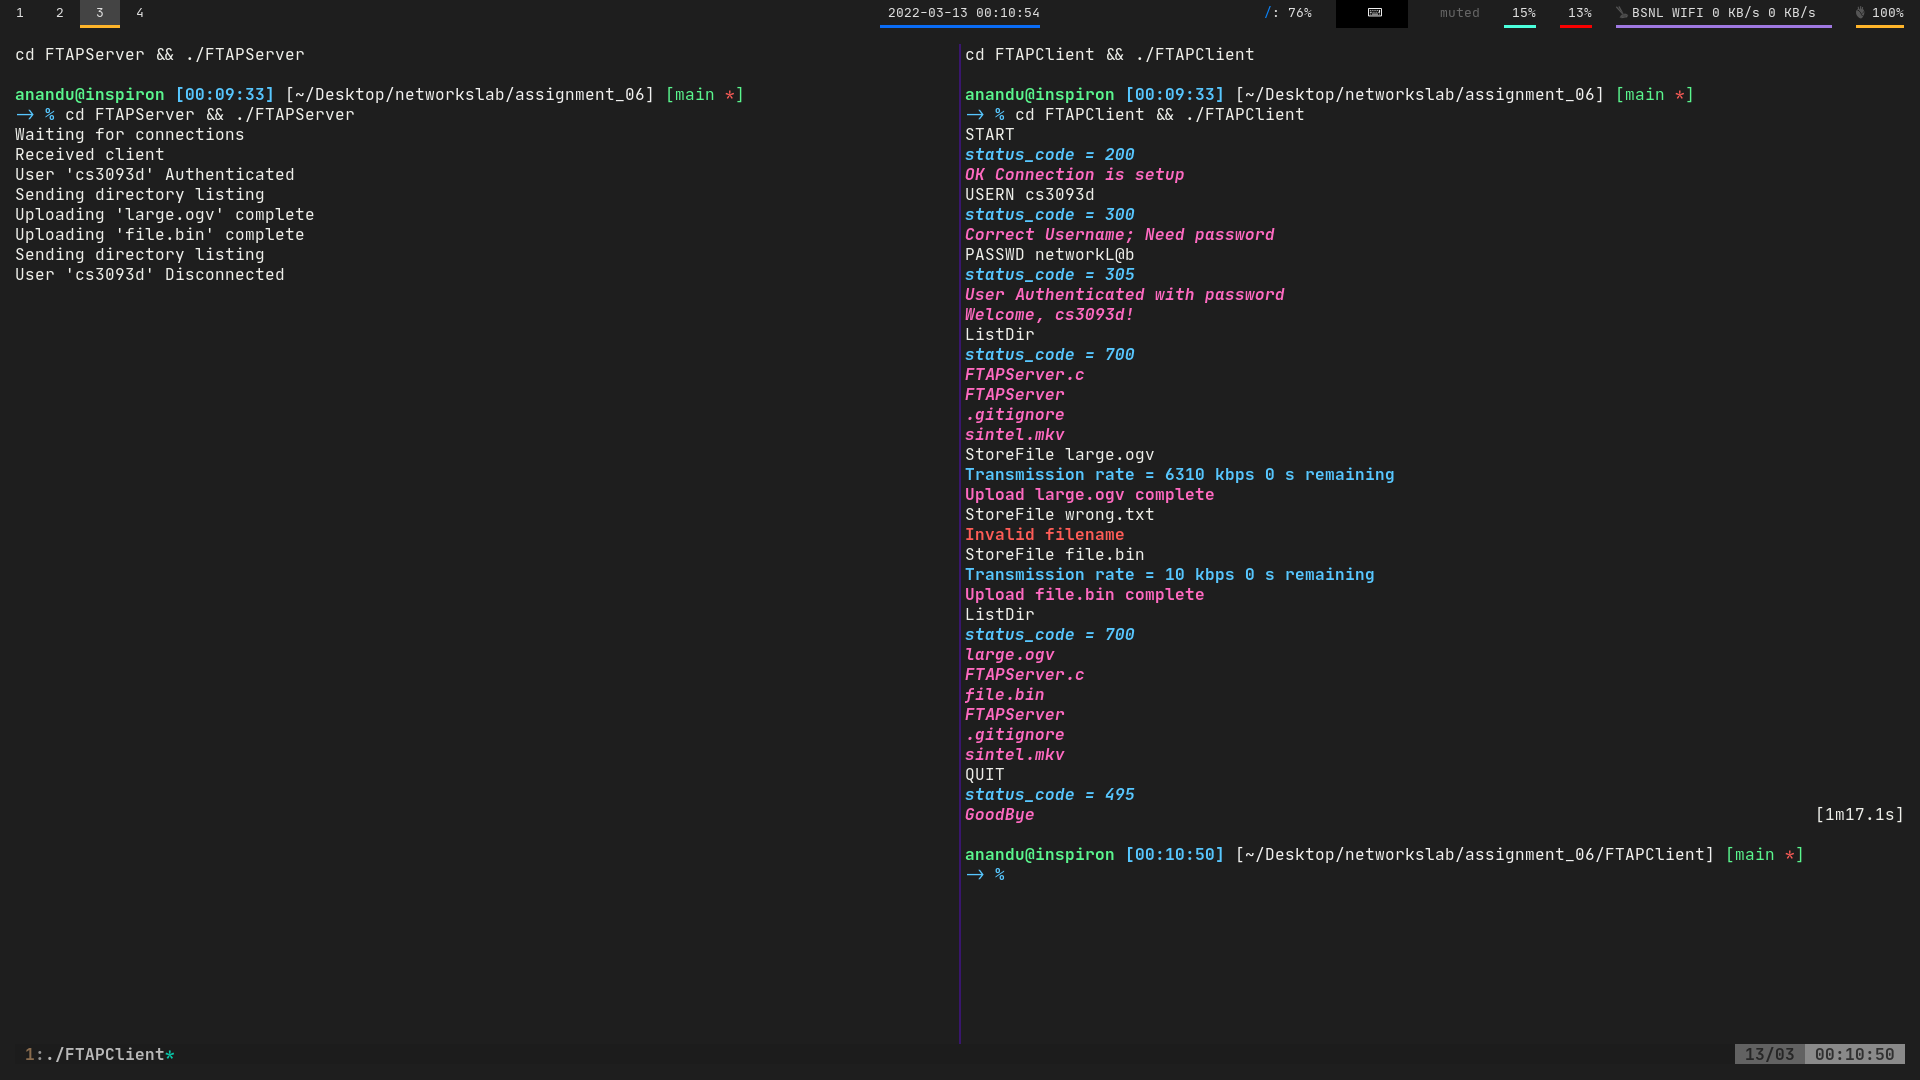 1 2 3 4 2022-03-13 00:10:54 /: 76% muted 15% 13% BSNL WIFI 0 KB/s 0 KB/s 100%
cd FTAPServer && ./FTAPServer
anandu@inspiron [00:09:33] [~/Desktop/networkslab/assignment_06] [main *]
-> % cd FTAPServer && ./FTAPServer
Waiting for connections
Received client
User 'cs3093d' Authenticated
Sending directory listing
Uploading 'large.ogv' complete
Uploading 'file.bin' complete
Sending directory listing
User 'cs3093d' Disconnected
cd FTAPClient && ./FTAPClient
anandu@inspiron [00:09:33] [~/Desktop/networkslab/assignment_06] [main *]
-> % cd FTAPClient && ./FTAPClient
START
status_code = 200
OK Connection is setup
USERN cs3093d
status_code = 300
Correct Username; Need password
PASSWD networkL@b
status_code = 305
User Authenticated with password
Welcome, cs3093d!
ListDir
status_code = 700
FTAPServer.c
FTAPServer
.gitignore
sintel.mkv
StoreFile large.ogv
Transmission rate = 6310 kbps 0 s remaining
Upload large.ogv complete
StoreFile wrong.txt
Invalid filename
StoreFile file.bin
Transmission rate = 10 kbps 0 s remaining
Upload file.bin complete
ListDir
status_code = 700
large.ogv
FTAPServer.c
file.bin
FTAPServer
.gitignore
sintel.mkv
QUIT
status_code = 495
GoodBye [1m17.1s]
anandu@inspiron [00:10:50] [~/Desktop/networkslab/assignment_06/FTAPClient] [main *]
-> %
1:./FTAPClient* 13/03 00:10:50